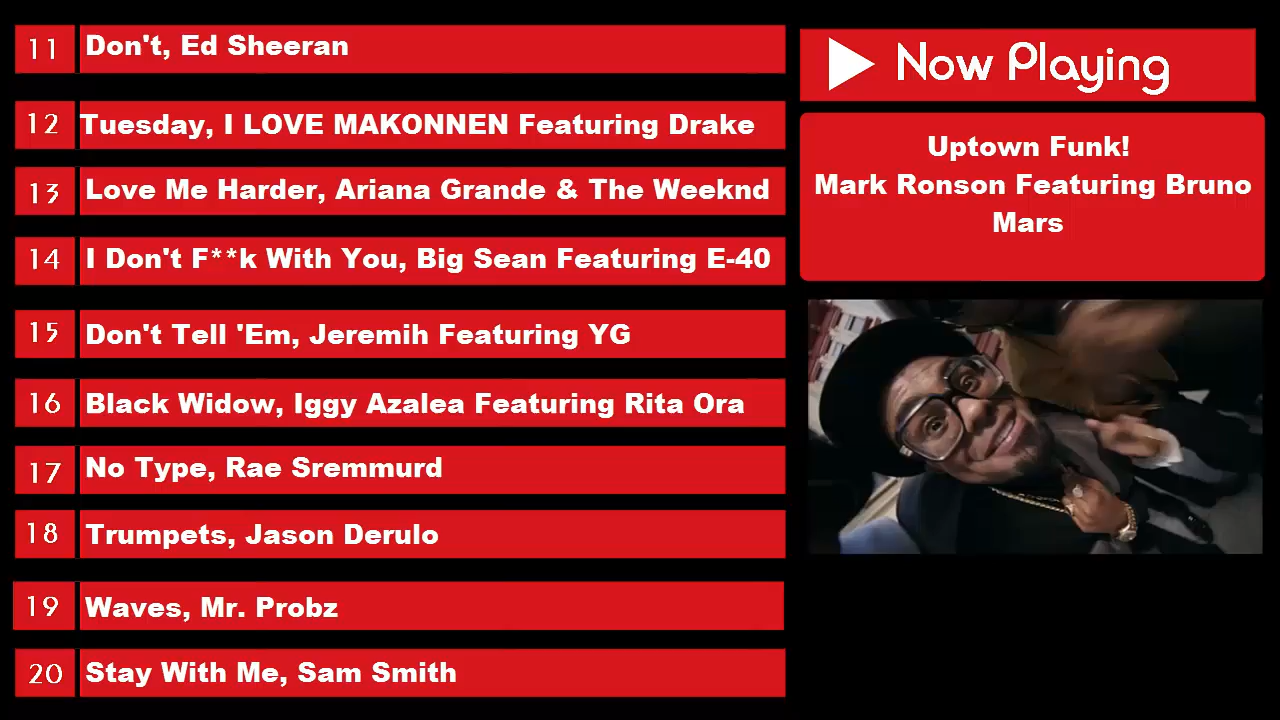 11 Don't, Ed Sheeran
12 Tuesday, I LOVE MAKONNEN Featuring Drake
13 Love Me Harder, Ariana Grande & The Weeknd
14 I Don't F**k With You, Big Sean Featuring E-40
15 Don't Tell 'Em, Jeremih Featuring YG
16 Black Widow, Iggy Azalea Featuring Rita Ora
17 No Type, Rae Sremmurd
18 Trumpets, Jason Derulo
19 Waves, Mr. Probz
20 Stay With Me, Sam Smith
Now Playing
Uptown Funk!
Mark Ronson Featuring Bruno
Mars